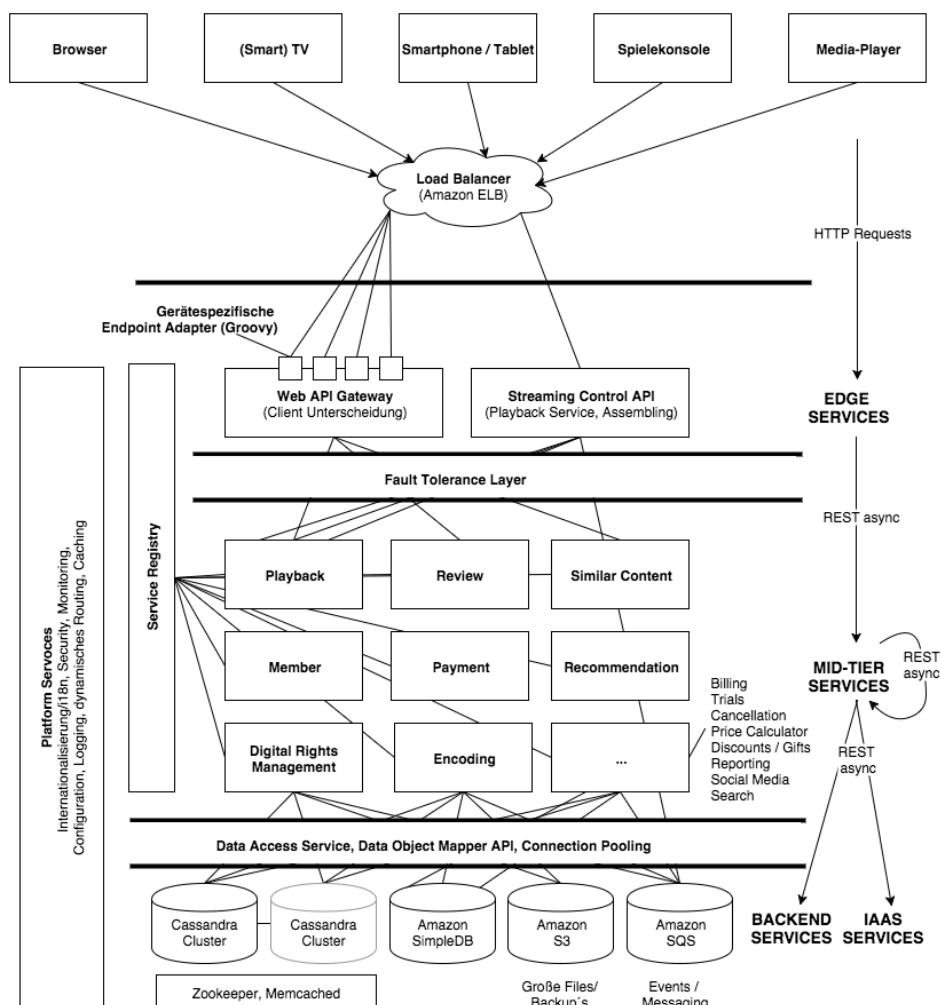 Browser
(Smart) TV
Smartphone / Tablet
Spielekonsole
Media-Player
Load Balancer
(Amazon ELB)
HTTP Requests
Gerätespezifische
Endpoint Adapter (Groovy)
Web API Gateway
(Client Unterscheidung)
Streaming Control API
(Playback Service, Assembling)
EDGE
SERVICES
Fault Tolerance Layer
REST async
Platform Servoces
Internationalisierung/i18n, Security, Monitoring,
Configuration, Logging, dynamisches Routing, Caching
Service Registry
Playback
Review
Similar Content
Member
Payment
Recommendation
MID-TIER
SERVICES
REST
async
Digital Rights
Management
Encoding
...
Billing
Trials
Cancellation
Price Calculator
Discounts / Gifts
Reporting
Social Media
Search
REST
async
Data Access Service, Data Object Mapper API, Connection Pooling
Cassandra
Cluster
Cassandra
Cluster
Amazon
SimpleDB
Amazon
S3
Amazon
SQS
BACKEND
SERVICES
IAAS
SERVICES
Zookeeper, Memcached
Große Files/
Backup´s
Events /
Messaging